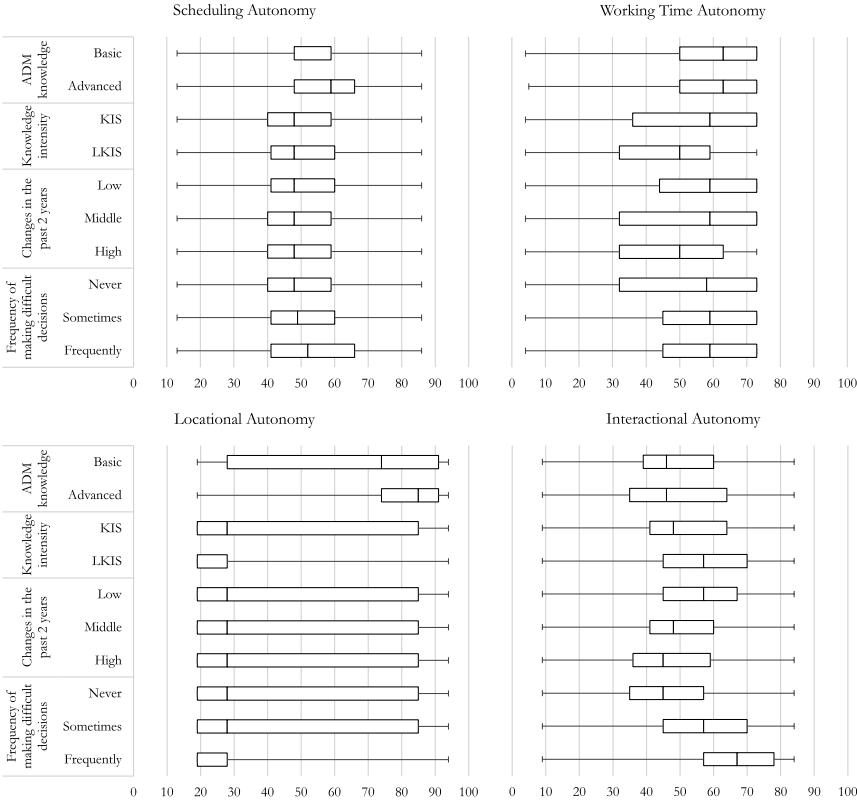 Scheduling Autonomy
Working Time Autonomy
ADM
knowledge
Basic
Advanced
Knowledge
intensity
KIS
LKIS
Changes in the
past 2 years
Low
Middle
High
Frequency of
making difficult
decisions
Never
Sometimes
Frequently
0 10 20 30 40 50 60 70 80 90 100
0 10 20 30 40 50 60 70 80 90 100
Locational Autonomy
Interactional Autonomy
ADM
knowledge
Basic
Advanced
Knowledge
intensity
KIS
LKIS
Changes in the
past 2 years
Low
Middle
High
Frequency of
making difficult
decisions
Never
Sometimes
Frequently
0 10 20 30 40 50 60 70 80 90 100
0 10 20 30 40 50 60 70 80 90 100